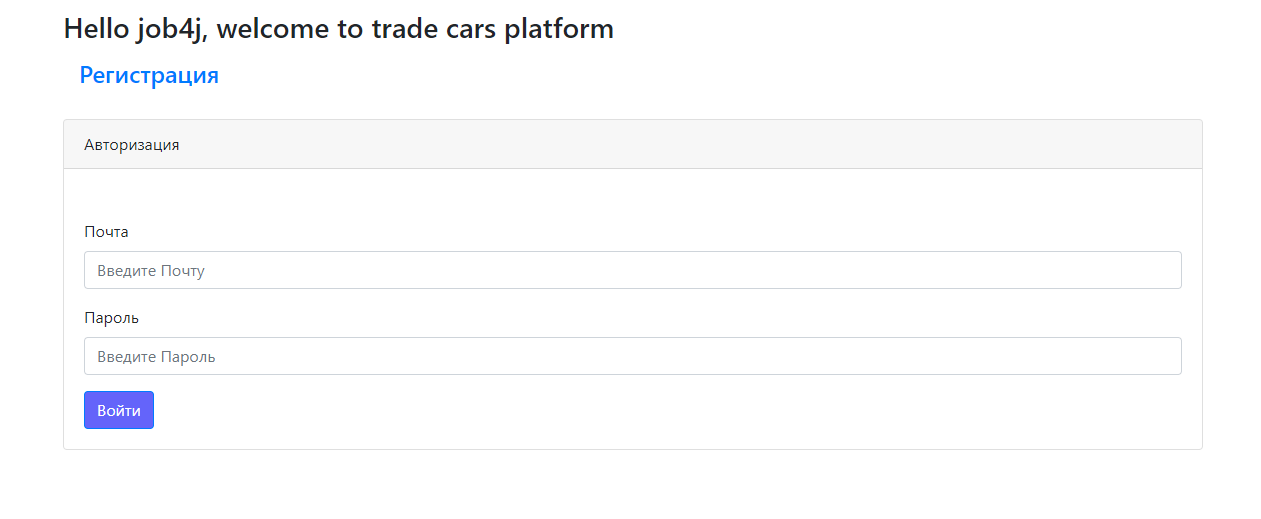 Hello job4j, welcome to trade cars platform
Регистрация
Авторизация
Почта
Введите Почту
Пароль
Введите Пароль
Войти